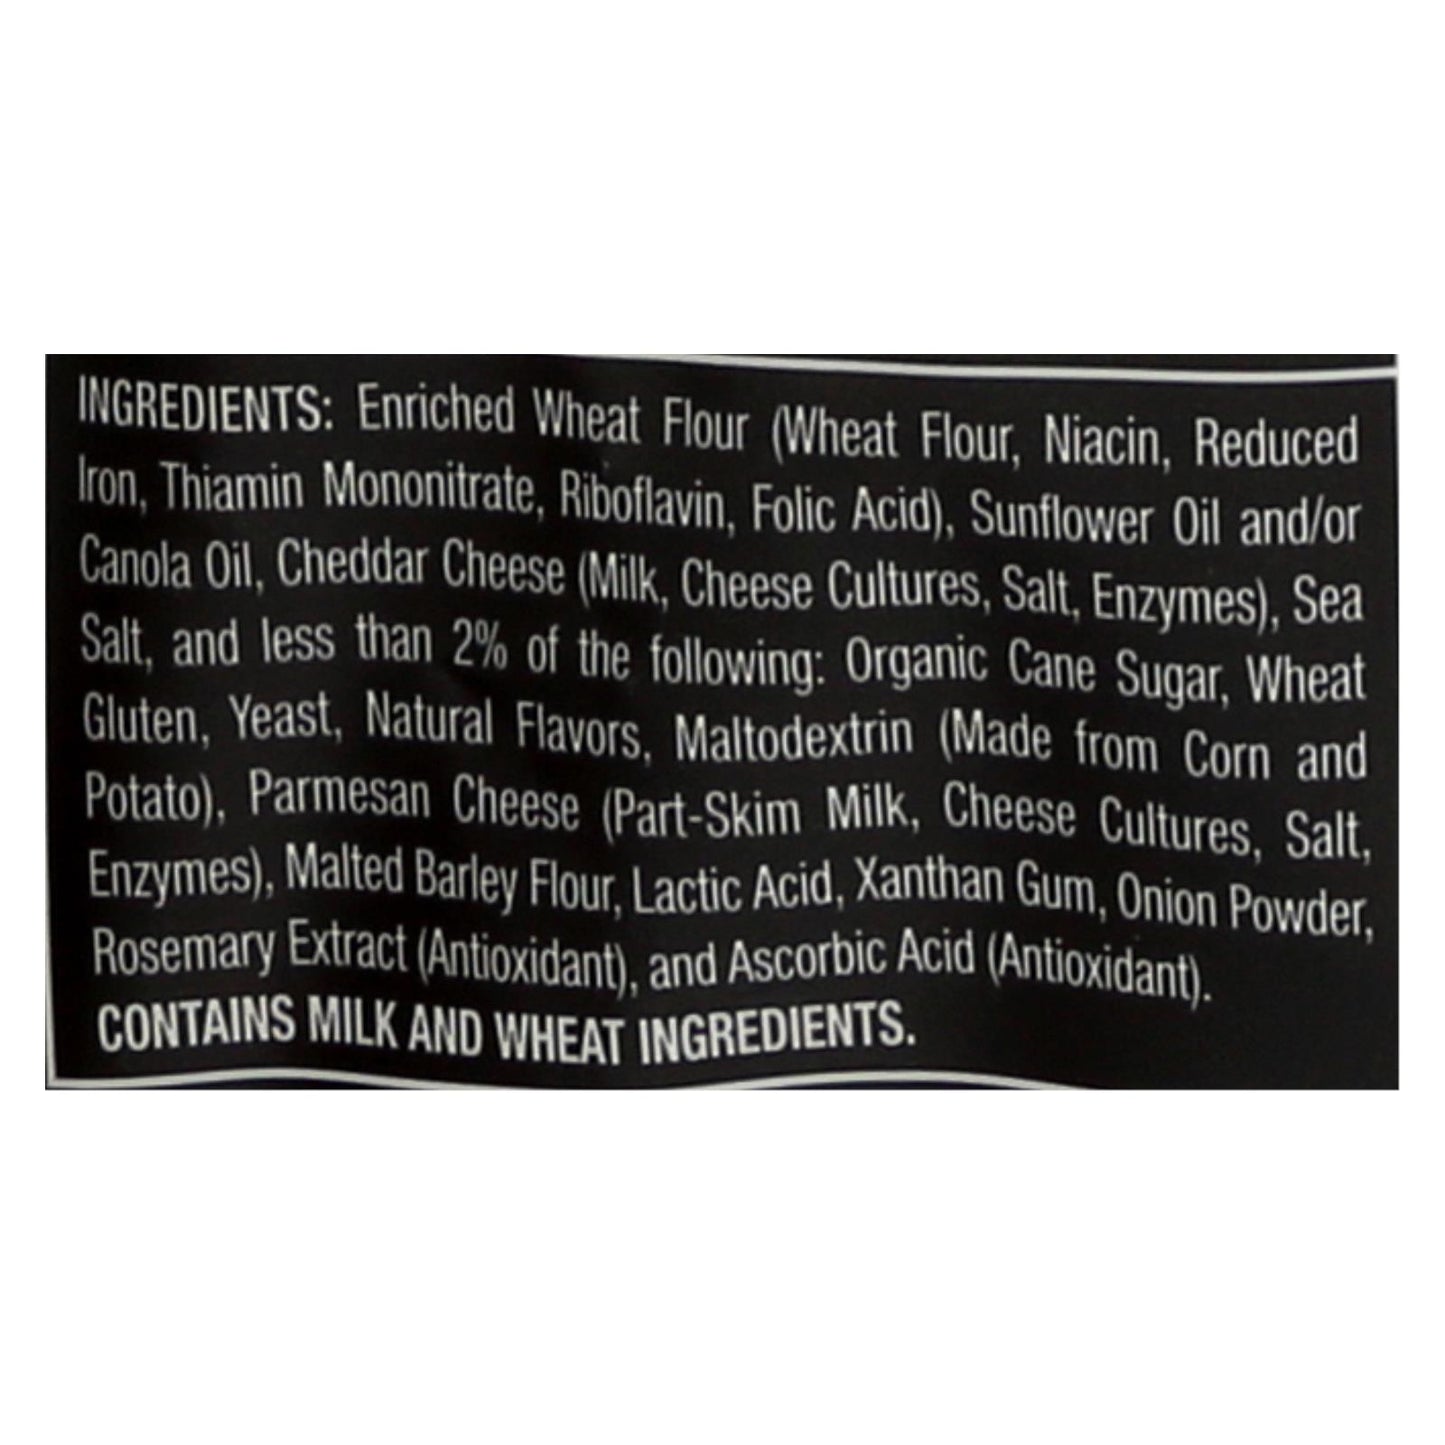 INGREDIENTS: Enriched Wheat Flour (Wheat Flour, Niacin, Reduced
Iron, Thiamin Mononitrate, Riboflavin, Folic Acid), Sunflower Oil and/or
Canola Oil, Cheddar Cheese (Milk, Cheese Cultures, Salt, Enzymes), Sea
Salt, and less than 2% of the following: Organic Cane Sugar, Wheat
Gluten, Yeast, Natural Flavors, Maltodextrin (Made from Corn and
Potato), Parmesan Cheese (Part-Skim Milk, Cheese Cultures, Salt,
Enzymes), Malted Barley Flour, Lactic Acid, Xanthan Gum, Onion Powder,
Rosemary Extract (Antioxidant), and Ascorbic Acid (Antioxidant).
CONTAINS MILK AND WHEAT INGREDIENTS.